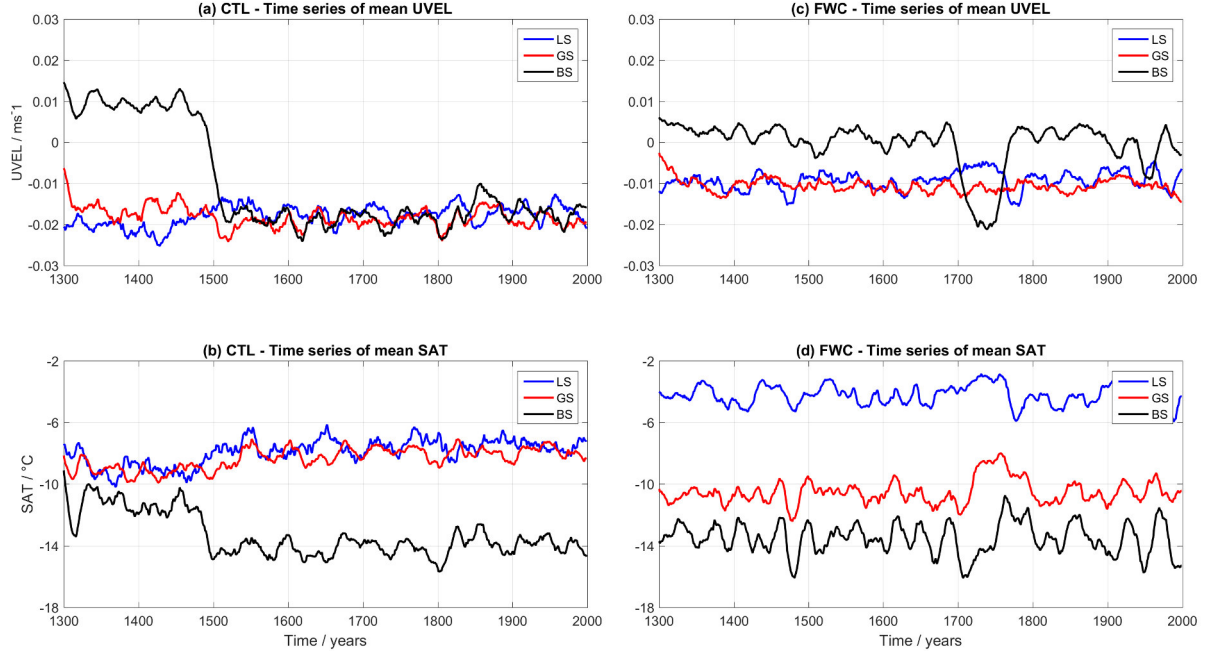 (a) CTL - Time series of mean UVEL
0.03
0.02
0.01
0
-0.01
-0.02
-0.03
UVEL / ms⁻¹
LS
GS
BS
1300 1400 1500 1600 1700 1800 1900 2000
(c) FWC - Time series of mean UVEL
0.03
0.02
0.01
0
-0.01
-0.02
-0.03
LS
GS
BS
1300 1400 1500 1600 1700 1800 1900 2000
(b) CTL - Time series of mean SAT
-2
-6
-10
-14
-18
SAT / °C
LS
GS
BS
1300 1400 1500 1600 1700 1800 1900 2000
Time / years
(d) FWC - Time series of mean SAT
-2
-6
-10
-14
-18
LS
GS
BS
1300 1400 1500 1600 1700 1800 1900 2000
Time / years